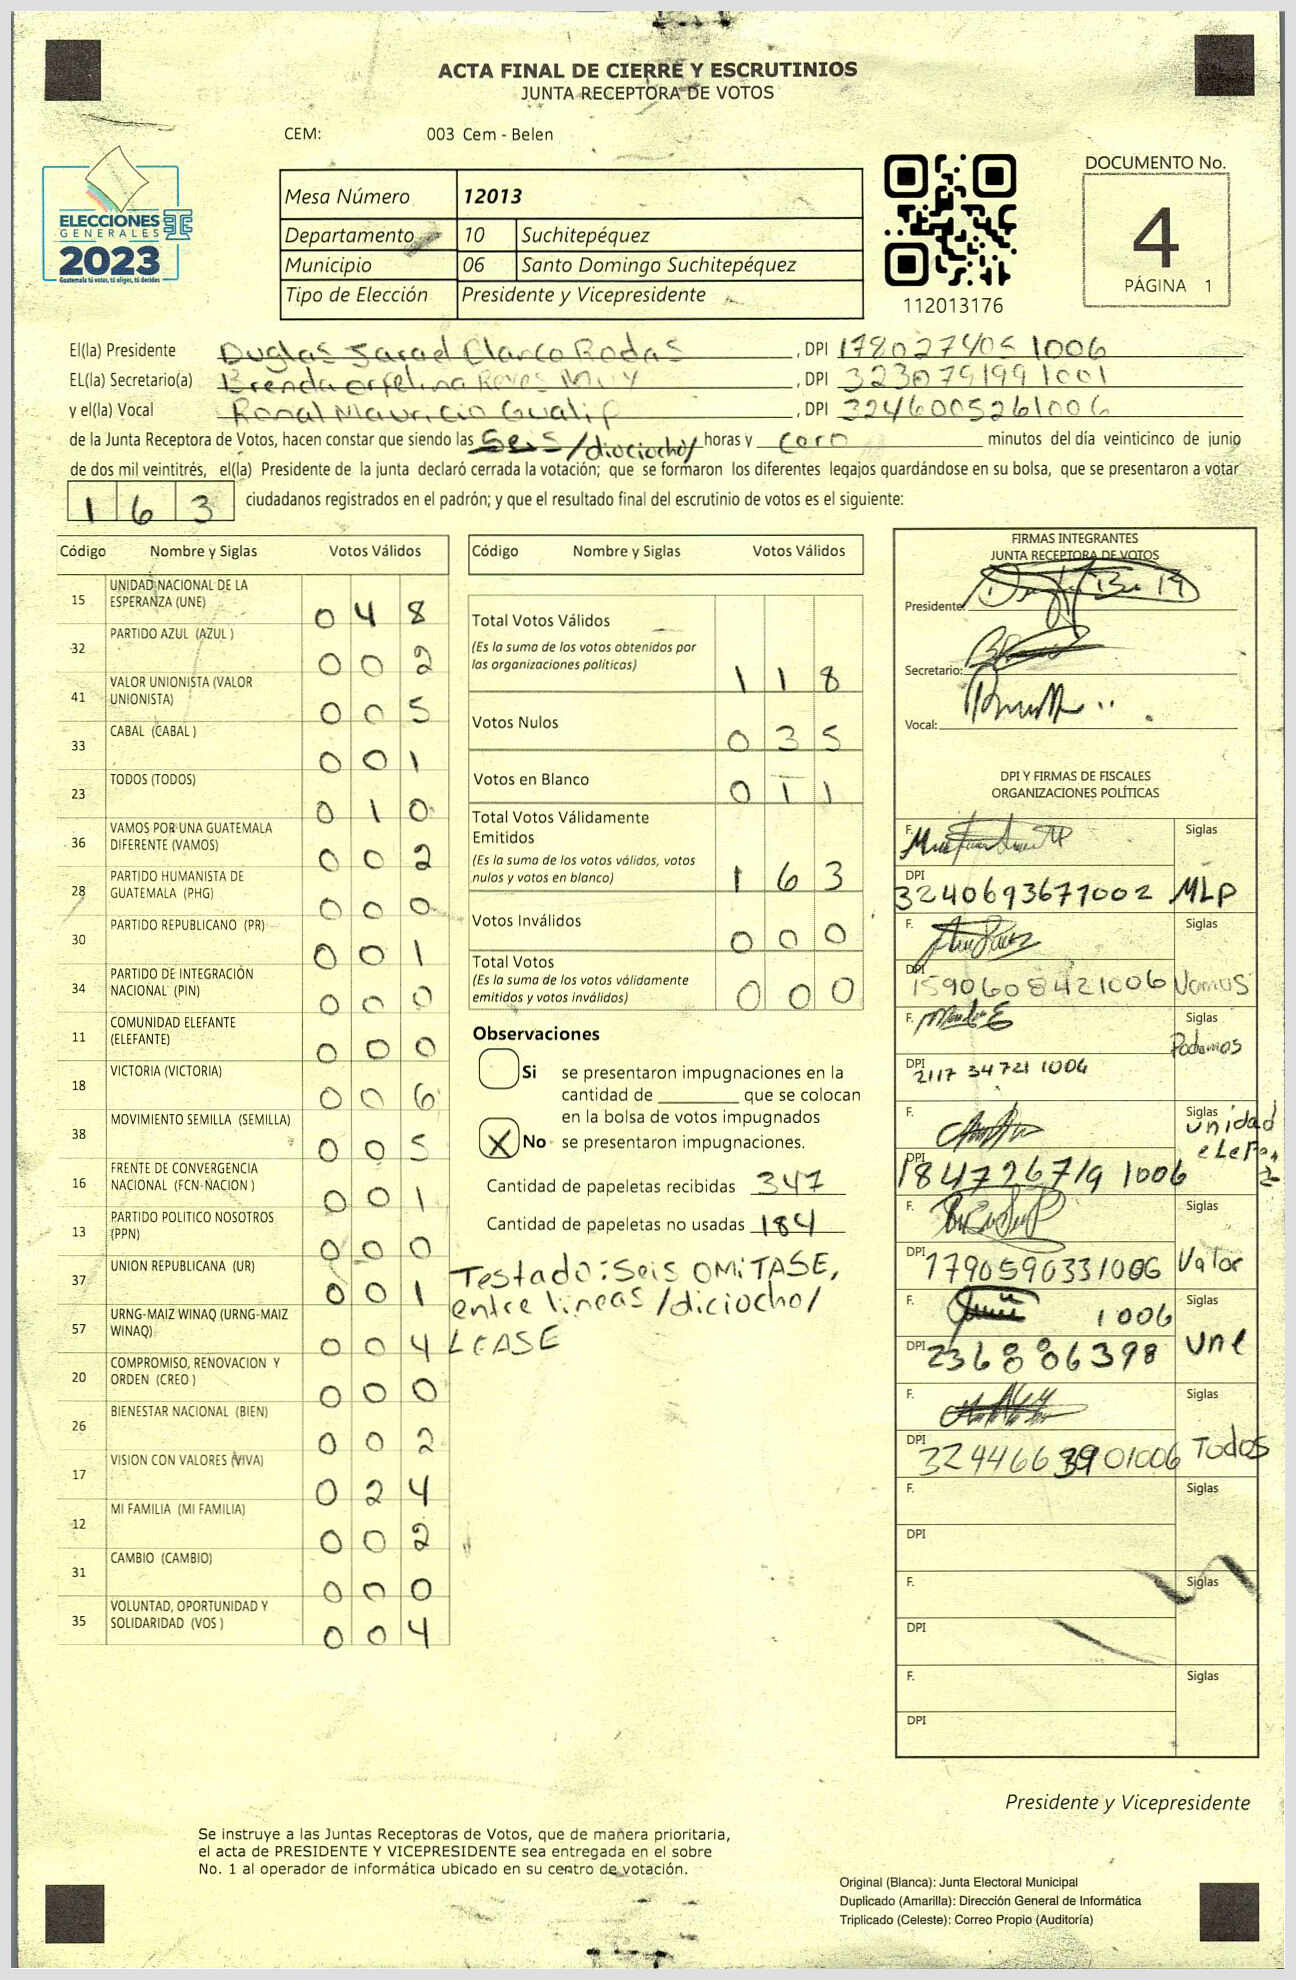 ACTA FINAL DE CIERRE Y ESCRUTINIOS
JUNTA RECEPTORA DE VOTOS
CEM: 003 Cem - Belen
ELECCIONES
GENERALES
2023
Guatemala tú votas, tú eliges, tú decides
Mesa Número 12013
Departamento 10 Suchitepéquez
Municipio 06 Santo Domingo Suchitepéquez
Tipo de Elección Presidente y Vicepresidente
112013176
DOCUMENTO No.
4
PÁGINA 1
El(la) Presidente Duglas Rodas , DPI 1006
EL(la) Secretario(a) Brenda Reyes , DPI 3230791991001
y el(la) Vocal Ronal Mauricio , DPI 3246005261006
de la Junta Receptora de Votos, hacen constar que siendo las Seis /diociocho/ horas y cero minutos del día veinticinco de junio
de dos mil veintitrés, el(la) Presidente de la junta declaró cerrada la votación; que se formaron los diferentes legajos quardándose en su bolsa, que se presentaron a votar
163 ciudadanos registrados en el padrón; y que el resultado final del escrutinio de votos es el siguiente:
Código Nombre y Siglas Votos Válidos
15 UNIDAD NACIONAL DE LA
ESPERANZA (UNE) 0 4 8
32 PARTIDO AZUL (AZUL ) 0 0 2
41 VALOR UNIONISTA (VALOR
UNIONISTA) 0 0 5
33 CABAL (CABAL ) 0 0 1
23 TODOS (TODOS) 0 1 0
36 VAMOS POR UNA GUATEMALA
DIFERENTE (VAMOS) 0 0 2
28 PARTIDO HUMANISTA DE
GUATEMALA (PHG) 0 0 0
30 PARTIDO REPUBLICANO (PR) 0 0 1
34 PARTIDO DE INTEGRACIÓN
NACIONAL (PIN) 0 0 0
11 COMUNIDAD ELEFANTE
(ELEFANTE) 0 0 0
18 VICTORIA (VICTORIA) 0 0 6
38 MOVIMIENTO SEMILLA (SEMILLA) 0 0 5
16 FRENTE DE CONVERGENCIA
NACIONAL (FCN-NACION ) 0 0 1
13 PARTIDO POLITICO NOSOTROS
(PPN) 0 0 0
37 UNION REPUBLICANA (UR) 0 0 1
57 URNG-MAIZ WINAQ (URNG-MAIZ
WINAQ) 0 0 4
20 COMPROMISO, RENOVACION Y
ORDEN (CREO ) 0 0 0
26 BIENESTAR NACIONAL (BIEN) 0 0 2
17 VISION CON VALORES (VIVA) 0 2 4
12 MI FAMILIA (MI FAMILIA) 0 0 2
31 CAMBIO (CAMBIO) 0 0 0
35 VOLUNTAD, OPORTUNIDAD Y
SOLIDARIDAD (VOS ) 0 0 4
Código Nombre y Siglas Votos Válidos
Total Votos Válidos
(Es la suma de los votos obtenidos por
las organizaciones políticas) 1 1 8
Votos Nulos 0 3 5
Votos en Blanco 0 1 1
Total Votos Válidamente
Emitidos
(Es la suma de los votos válidos, votos
nulos y votos en blanco) 1 6 3
Votos Inválidos 0 0 0
Total Votos
(Es la suma de los votos válidamente
emitidos y votos inválidos) 0 0 0
Observaciones
Si se presentaron impugnaciones en la
cantidad de ________ que se colocan
en la bolsa de votos impugnados
X No se presentaron impugnaciones.
Cantidad de papeletas recibidas 347
Cantidad de papeletas no usadas 184
Testado: Seis OMITASE,
entre lineas /diciocho/
LEASE
FIRMAS INTEGRANTES
JUNTA RECEPTORA DE VOTOS
Presidente:
Secretario:
Vocal:
DPI Y FIRMAS DE FISCALES
ORGANIZACIONES POLÍTICAS
F. Siglas
DPI 3240693677002 MLP
F. Siglas
DPI 1590608421006 Vamos
F. Siglas
Podemos
DPI 2117 34721 1006
F. Siglas unidad
elefante
DPI 1847267191006
F. Siglas
DPI 1790590331006 Valor
F. 1006 Siglas
DPI 236886398 Une
F. Siglas
DPI Todos
F. Siglas
DPI
F. Siglas
DPI
F. Siglas
DPI
Presidente y Vicepresidente
Se instruye a las Juntas Receptoras de Votos, que de manera prioritaria,
el acta de PRESIDENTE Y VICEPRESIDENTE sea entregada en el sobre
No. 1 al operador de informática ubicado en su centro de votación.
Original (Blanca): Junta Electoral Municipal
Duplicado (Amarilla): Dirección General de Informática
Triplicado (Celeste): Correo Propio (Auditoría)